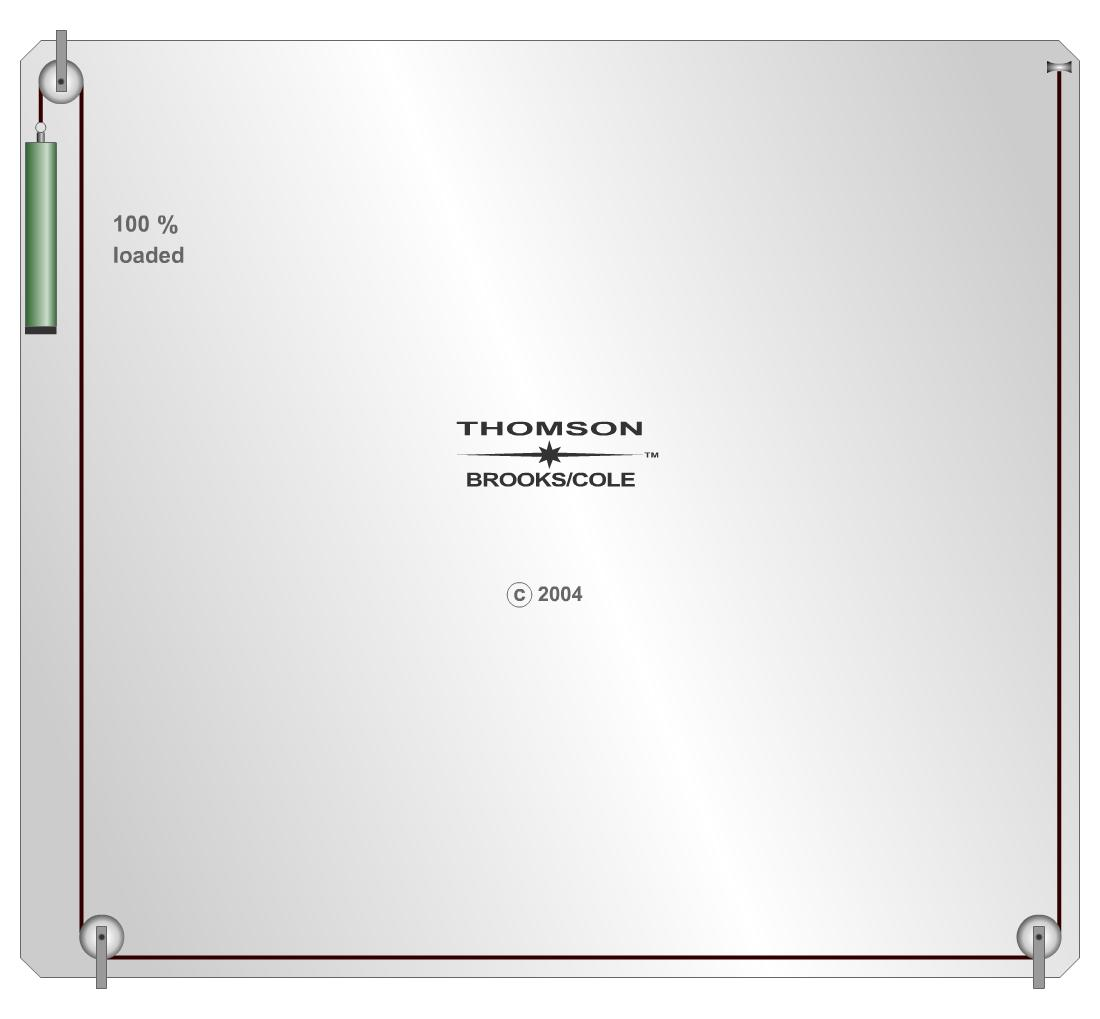 100 %
loaded
THOMSON
™
BROOKS/COLE
© 2004